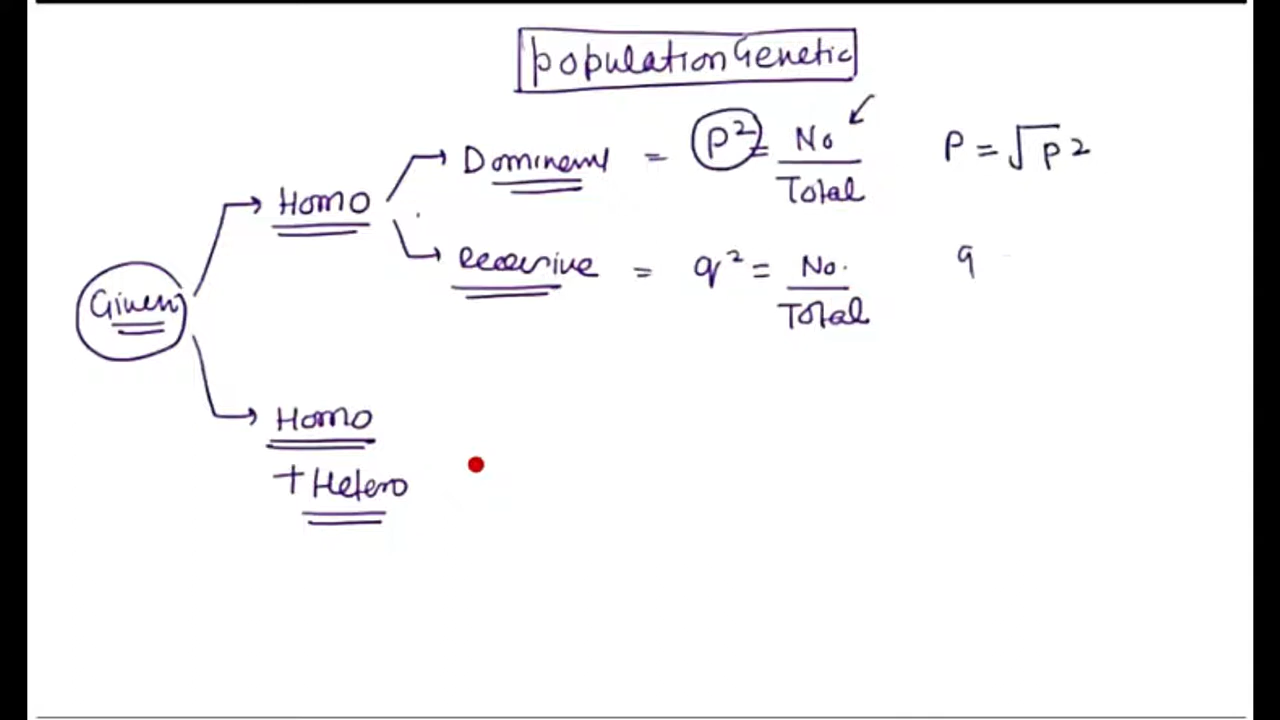 Population Genetic
Dominent = p² = No / Total
P = √p2
Homo
Recessive = q² = No. / Total
q
Given
Homo
+ Hetero